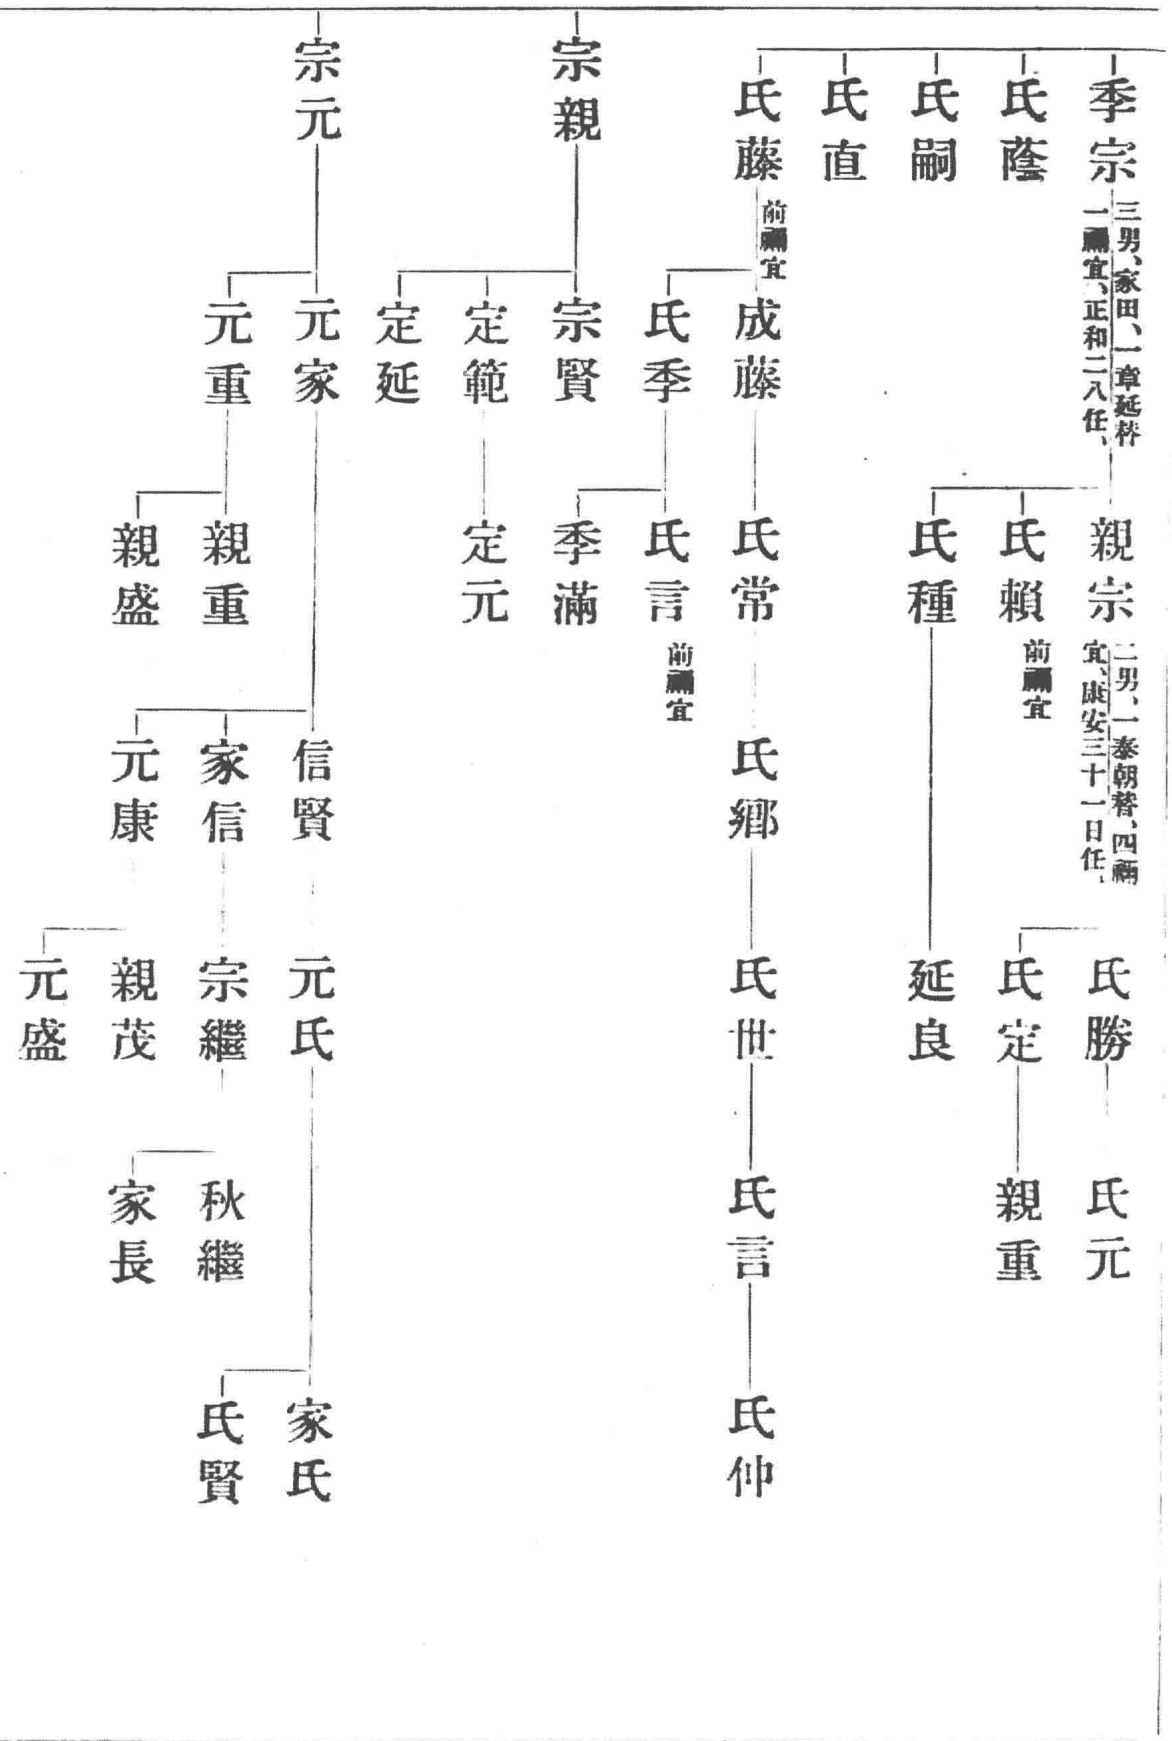 季宗
三男、家田、一章延替
一禰宜、正和二八任、
親宗
二男、一泰朝替、四禰
宜、康安三十一日任、
氏勝
氏元
氏定
親重
氏賴
前禰宜
氏種
延良
氏蔭
氏嗣
氏直
氏藤
前禰宜
成藤
氏常
氏鄉
氏世
氏言
氏仲
氏季
氏言
前禰宜
季滿
宗親
宗賢
定範
定元
定延
宗元
元家
信賢
元氏
家氏
氏賢
家信
宗繼
秋繼
家長
元康
親茂
元盛
元重
親重
親盛